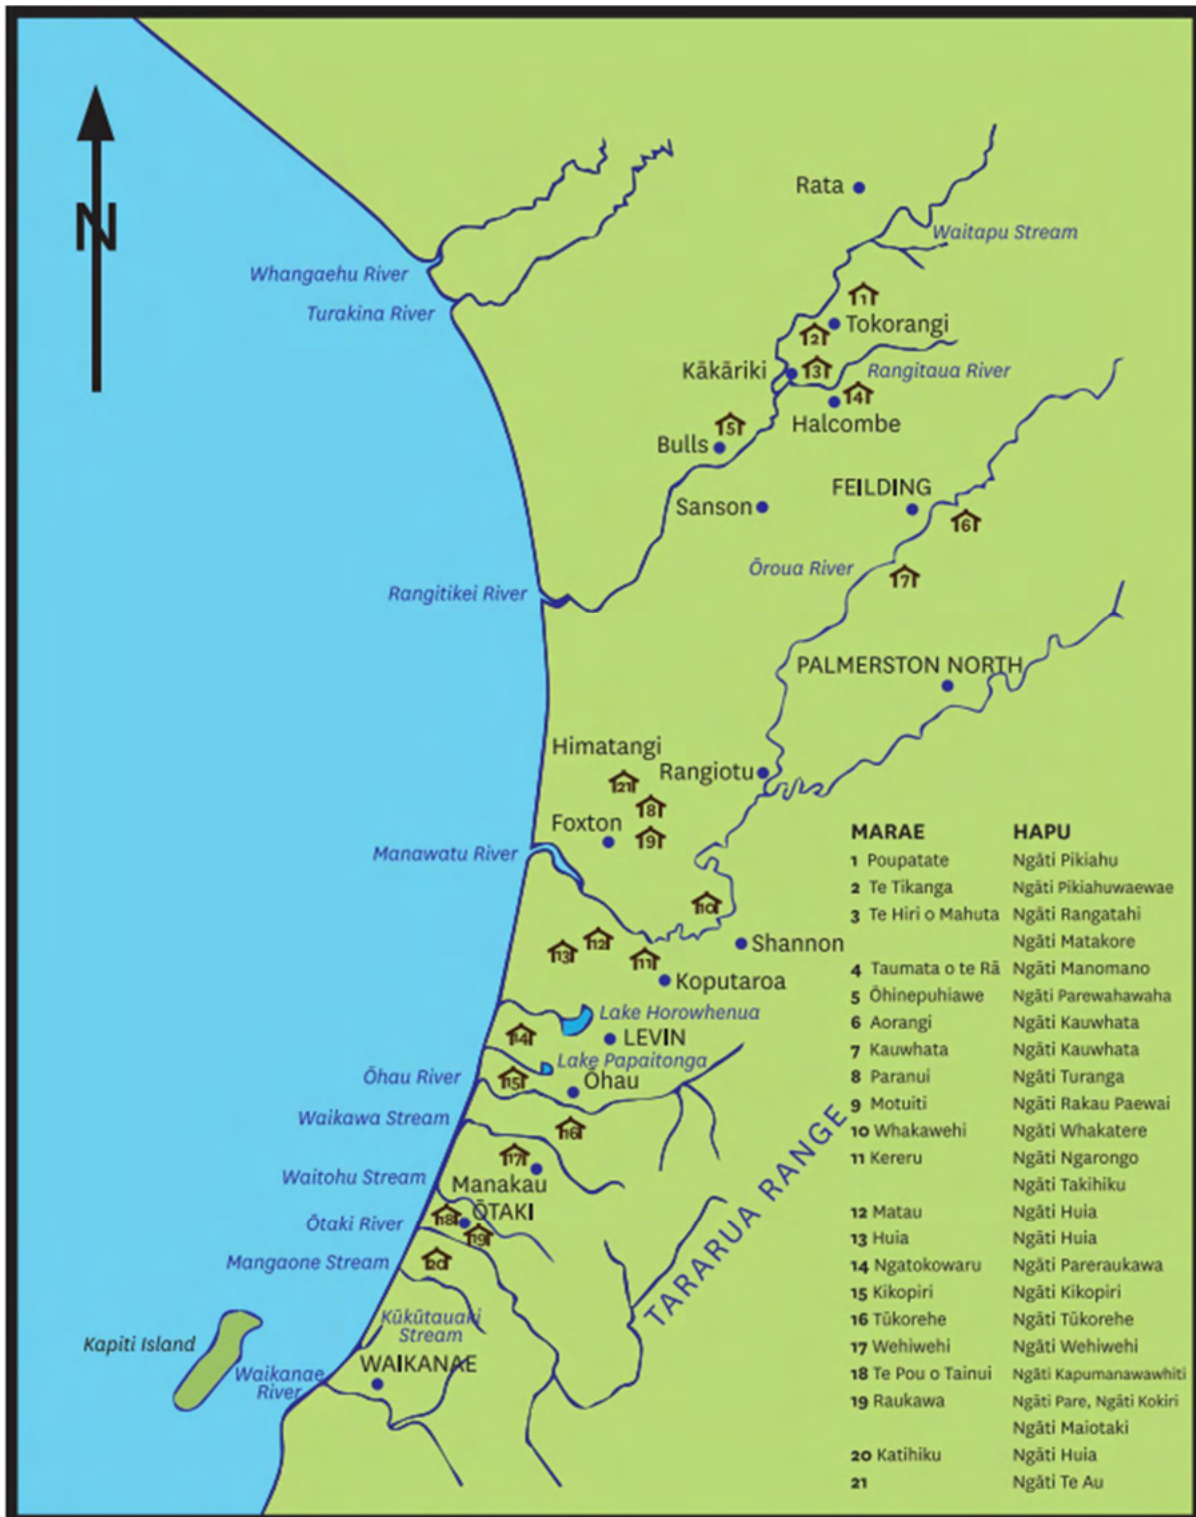 N
Rata
Waitapu Stream
Whangaehu River
Turakina River
1
Tokorangi
2
Kākāriki
3
Rangitaua River
4
Halcombe
5
Bulls
Sanson
FEILDING
6
Ōroua River
7
Rangitikei River
PALMERSTON NORTH
Himatangi
Rangiotu
21
8
Foxton
9
Manawatu River
10
12
13
11
Shannon
Koputaroa
Lake Horowhenua
14
LEVIN
Lake Papaitonga
Ōhau River
15
Ōhau
Waikawa Stream
16
17
Waitohu Stream
Manakau
18
ŌTAKI
Ōtaki River
19
Mangaone Stream
20
TARARUA RANGE
Kūkūtauaki
Stream
Kapiti Island
WAIKANAE
Waikanae
River
MARAE HAPU
1 Poupatate Ngāti Pikiahu
2 Te Tikanga Ngāti Pikiahuwaewae
3 Te Hiri o Mahuta Ngāti Rangatahi
Ngāti Matakore
4 Taumata o te Rā Ngāti Manomano
5 Ōhinepuhiawe Ngāti Parewahawaha
6 Aorangi Ngāti Kauwhata
7 Kauwhata Ngāti Kauwhata
8 Paranui Ngāti Turanga
9 Motuiti Ngāti Rakau Paewai
10 Whakawehi Ngāti Whakatere
11 Kereru Ngāti Ngarongo
Ngāti Takihiku
12 Matau Ngāti Huia
13 Huia Ngāti Huia
14 Ngatokowaru Ngāti Pareraukawa
15 Kikopiri Ngāti Kikopiri
16 Tūkorehe Ngāti Tūkorehe
17 Wehiwehi Ngāti Wehiwehi
18 Te Pou o Tainui Ngāti Kapumanawawhiti
19 Raukawa Ngāti Pare, Ngāti Kokiri
Ngāti Maiotaki
20 Katihiku Ngāti Huia
21 Ngāti Te Au